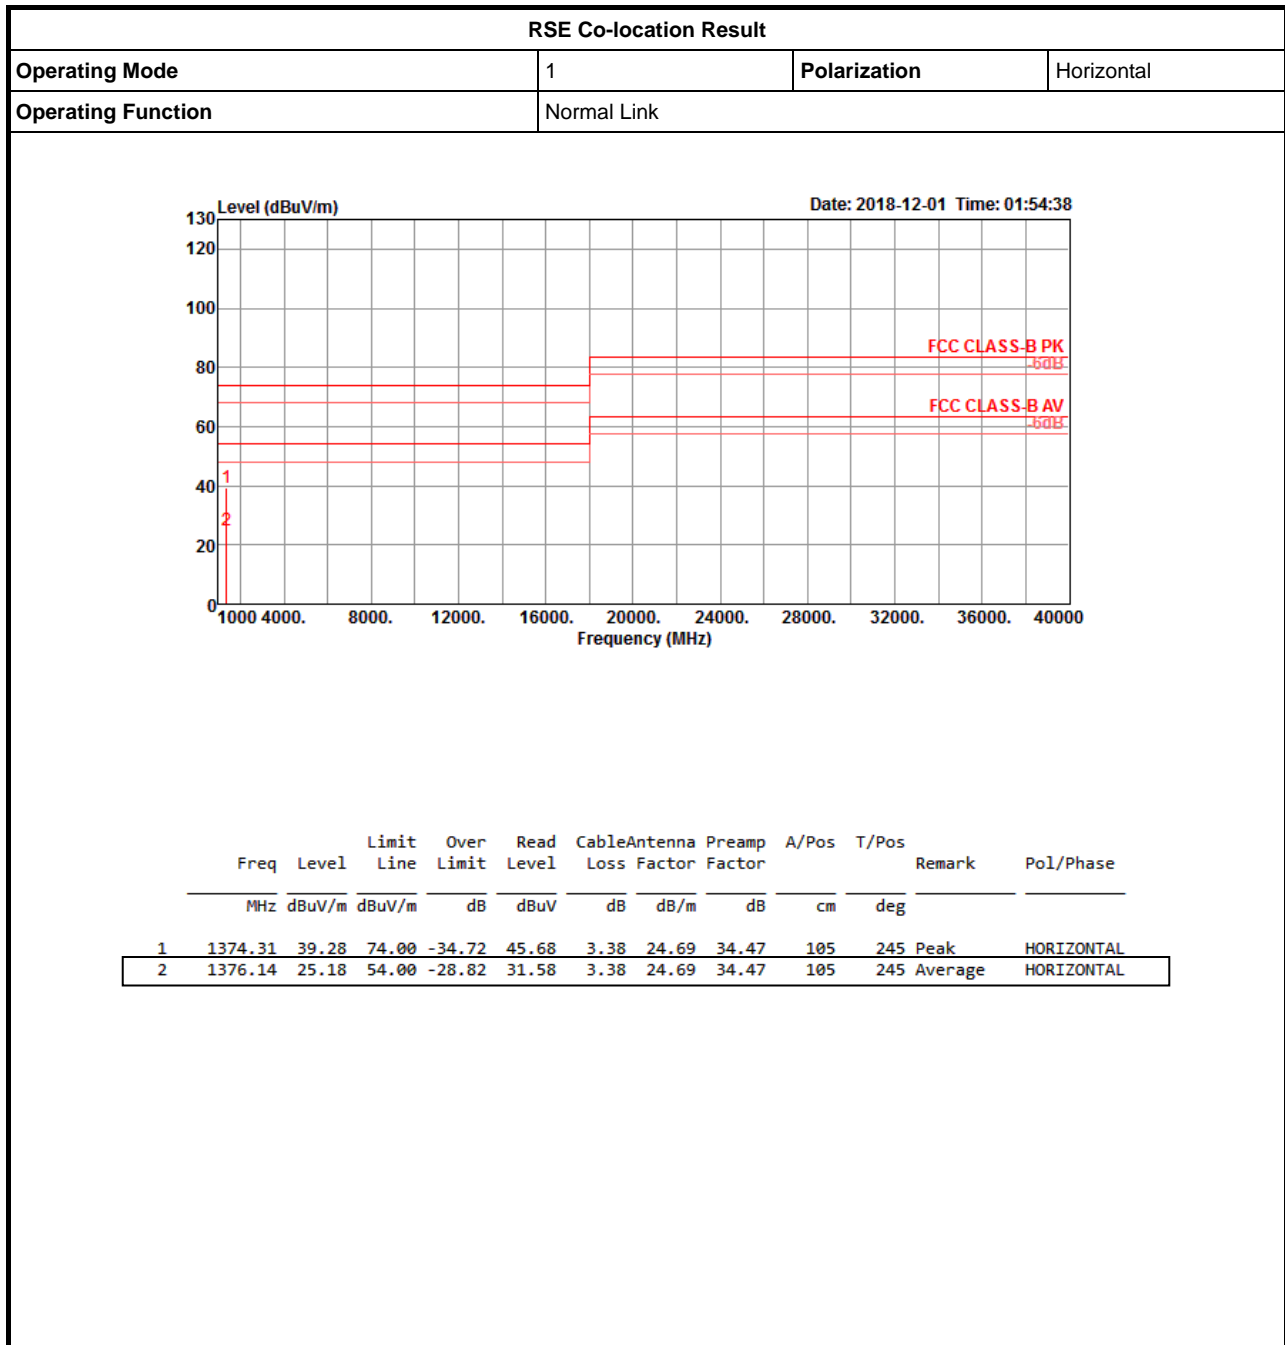 RSE Co-location Result
Operating Mode 1 Polarization Horizontal
Operating Function Normal Link
Level (dBuV/m) Date: 2018-12-01 Time: 01:54:38
130
120
100
80
60
40
20
0
FCC CLASS-B PK
-6dB
FCC CLASS-B AV
-6dB
1
2
1000 4000. 8000. 12000. 16000. 20000. 24000. 28000. 32000. 36000. 40000
Frequency (MHz)
Limit Over Read CableAntenna Preamp A/Pos T/Pos
Freq Level Line Limit Level Loss Factor Factor Remark Pol/Phase
MHz dBuV/m dBuV/m dB dBuV dB dB/m dB cm deg
1 1374.31 39.28 74.00 -34.72 45.68 3.38 24.69 34.47 105 245 Peak HORIZONTAL
2 1376.14 25.18 54.00 -28.82 31.58 3.38 24.69 34.47 105 245 Average HORIZONTAL